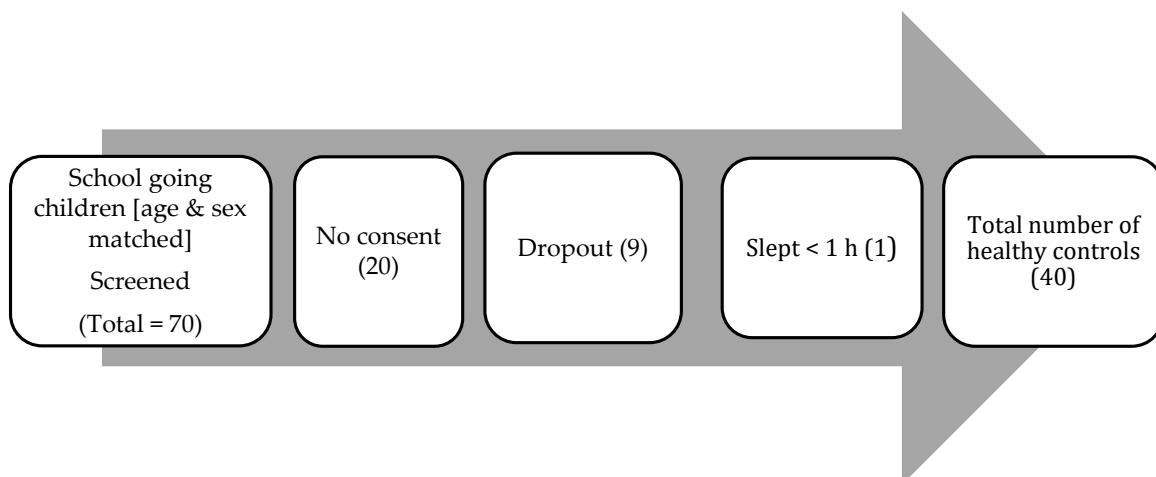 School going
children [age & sex
matched]
Screened
(Total = 70)
No consent
(20)
Dropout (9)
Slept < 1 h (1)
Total number of
healthy controls
(40)